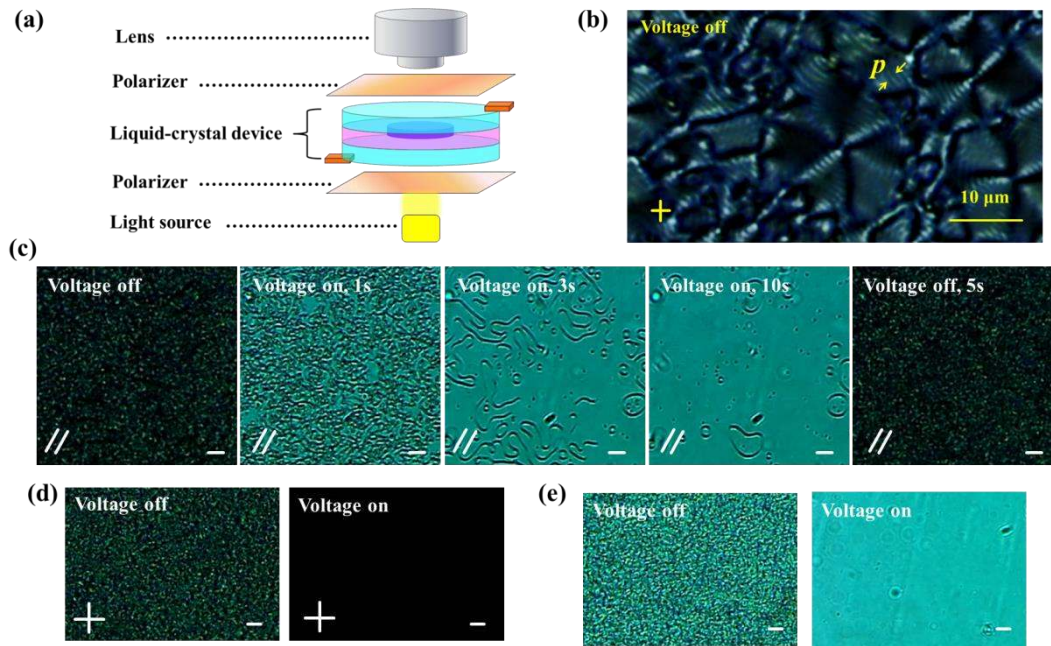 (a)
Lens
Polarizer
Liquid-crystal device
Polarizer
Light source
(b)
Voltage off
p
10 μm
(c)
Voltage off
Voltage on, 1s
Voltage on, 3s
Voltage on, 10s
Voltage off, 5s
(d)
Voltage off
Voltage on
(e)
Voltage off
Voltage on